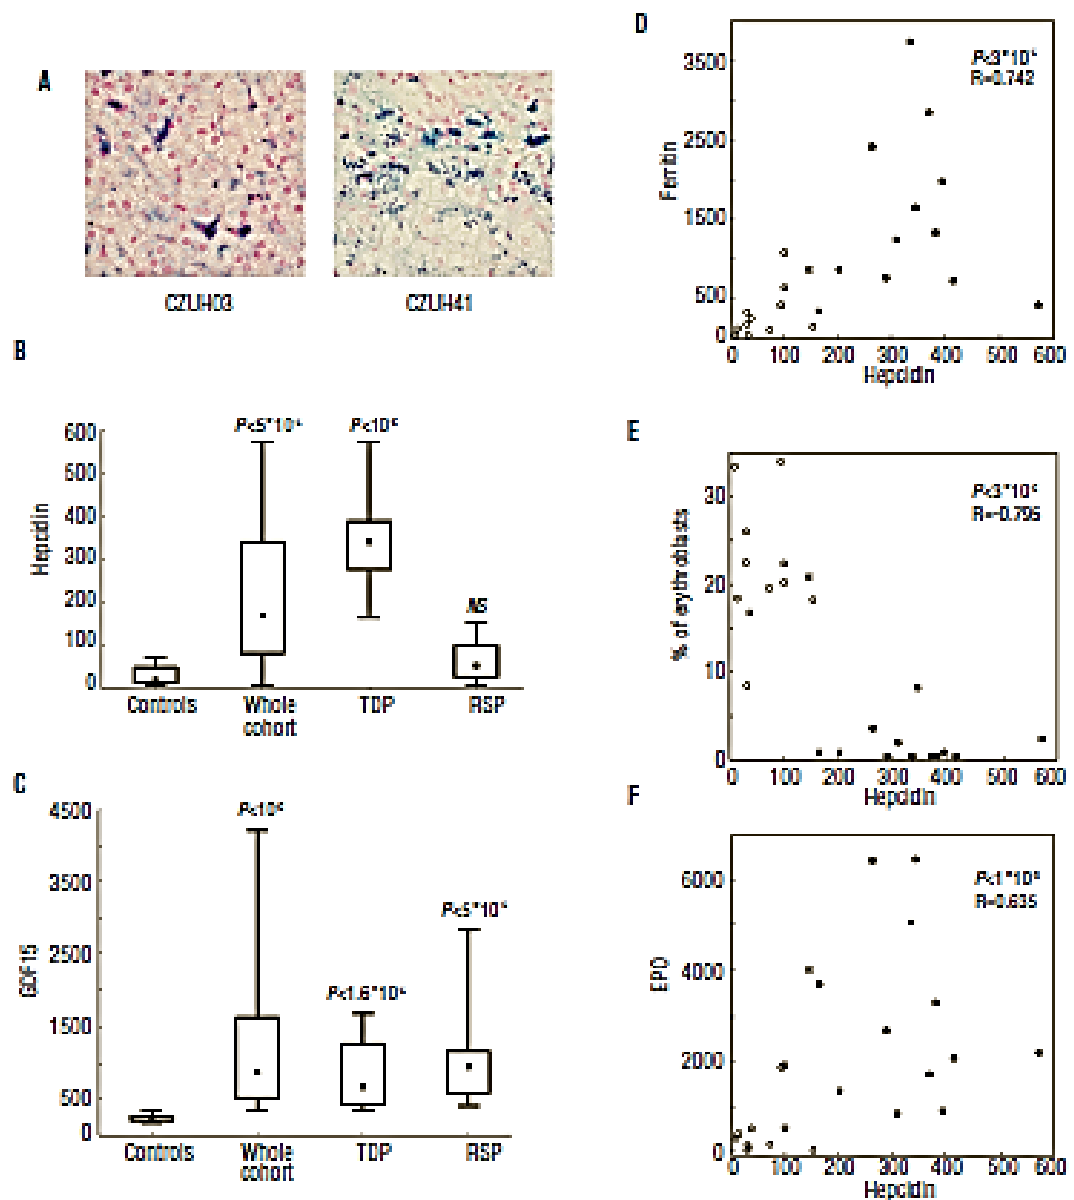 A
CZUH03
CZUH41
B
Hepcidin
600
500
400
300
200
100
0
Controls
Whole
cohort
TDP
RSP
NS
C
GDF15
4500
3500
2500
1500
500
0
Controls
Whole
cohort
TDP
RSP
D
Ferritin
3500
2500
1500
500
0
R=0.742
0 100 200 300 400 500 600
Hepcidin
E
% of erythroblasts
30
20
10
0
R=-0.795
0 100 200 300 400 500 600
Hepcidin
F
EPO
6000
4000
2000
0
R=0.635
0 100 200 300 400 500 600
Hepcidin